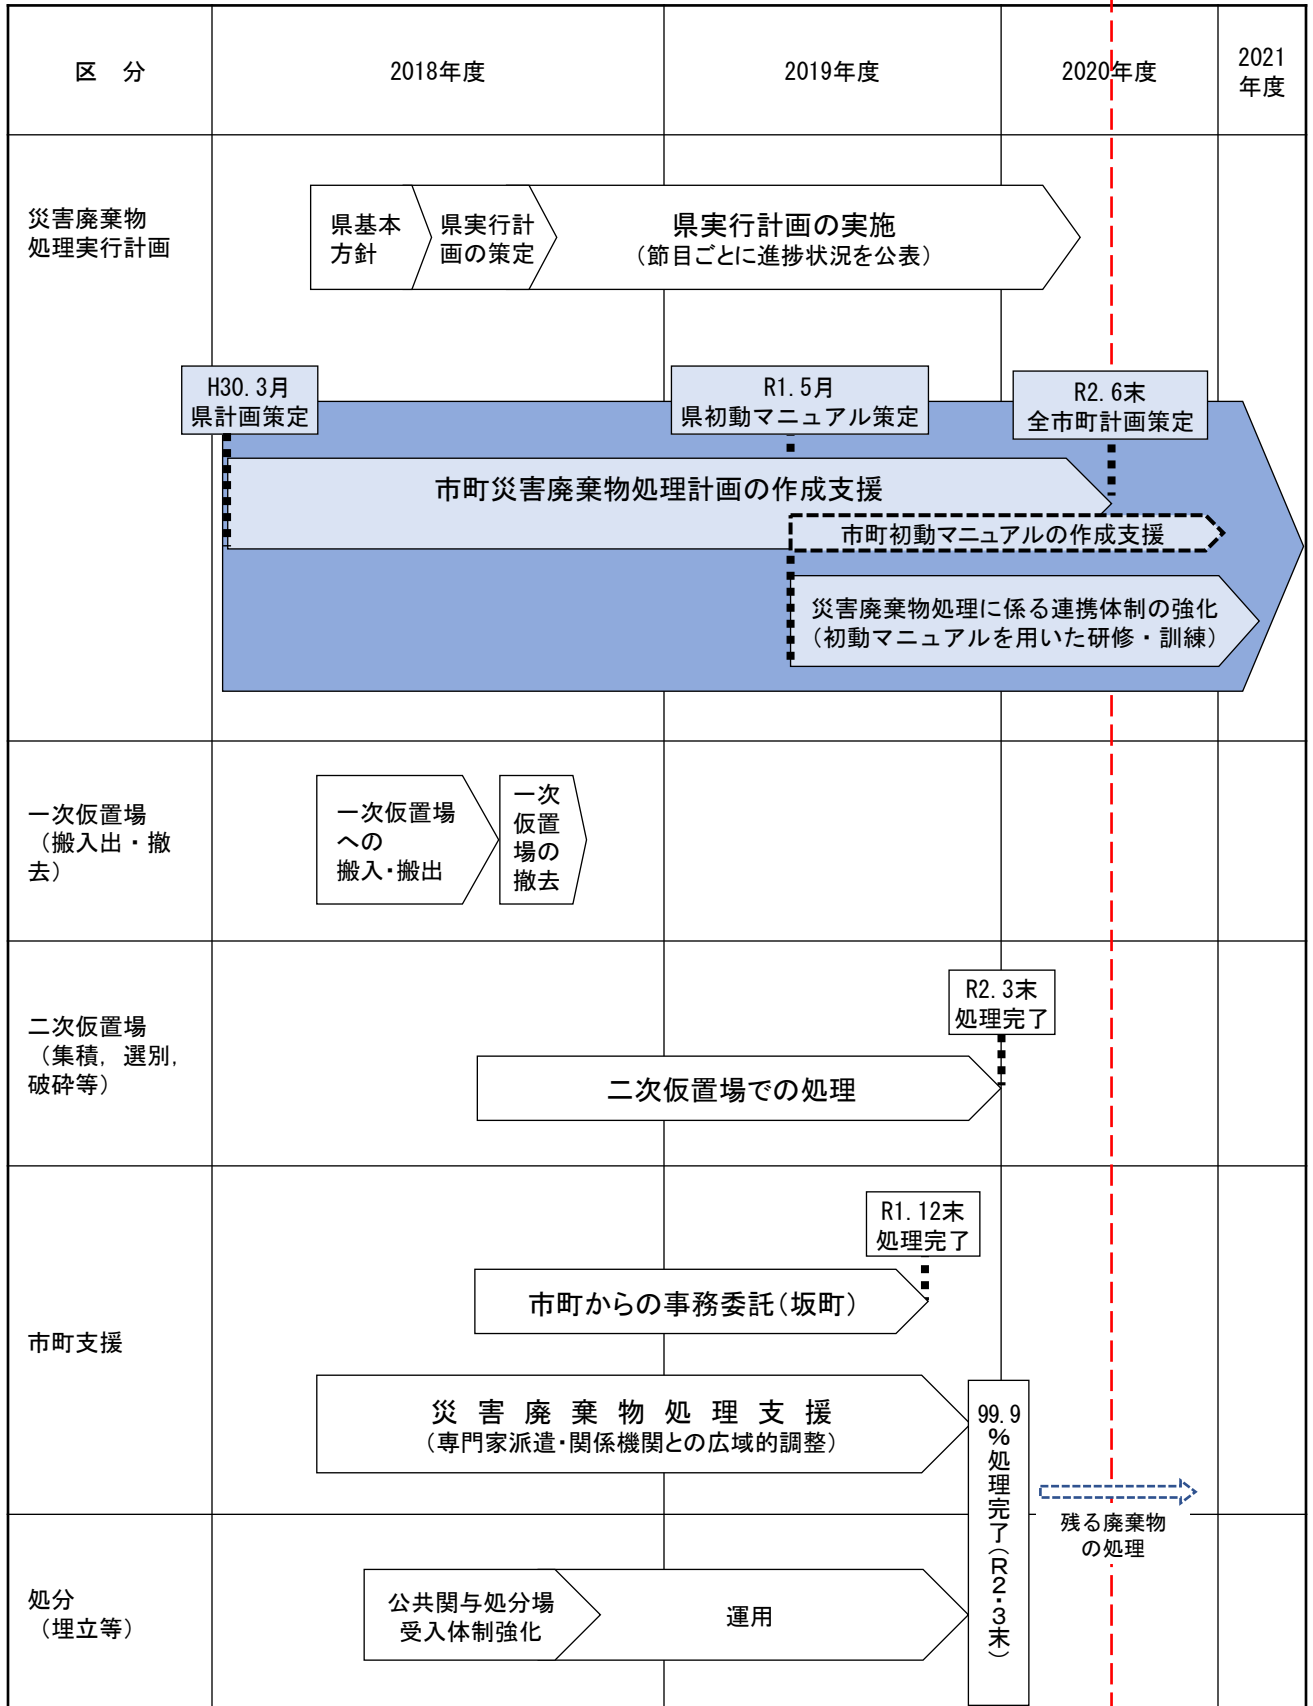 区　分
2018年度
2019年度
2020年度
2021
年度
災害廃棄物
処理実行計画
県基本
方針
県実行計
画の策定
県実行計画の実施
（節目ごとに進捗状況を公表）
H30.3月
県計画策定
R1.5月
県初動マニュアル策定
R2.6末
全市町計画策定
市町災害廃棄物処理計画の作成支援
市町初動マニュアルの作成支援
災害廃棄物処理に係る連携体制の強化
（初動マニュアルを用いた研修・訓練）
一次仮置場
（搬入出・撤
去）
一次仮置場
への
搬入・搬出
一次
仮置
場の
撤去
二次仮置場
（集積，選別，
破砕等）
R2.3末
処理完了
二次仮置場での処理
市町支援
R1.12末
処理完了
市町からの事務委託（坂町）
災　害　廃　棄　物　処　理　支　援
（専門家派遣・関係機関との広域的調整）
99.9％処理完了（R2・3末）
残る廃棄物
の処理
処分
（埋立等）
公共関与処分場
受入体制強化
運用